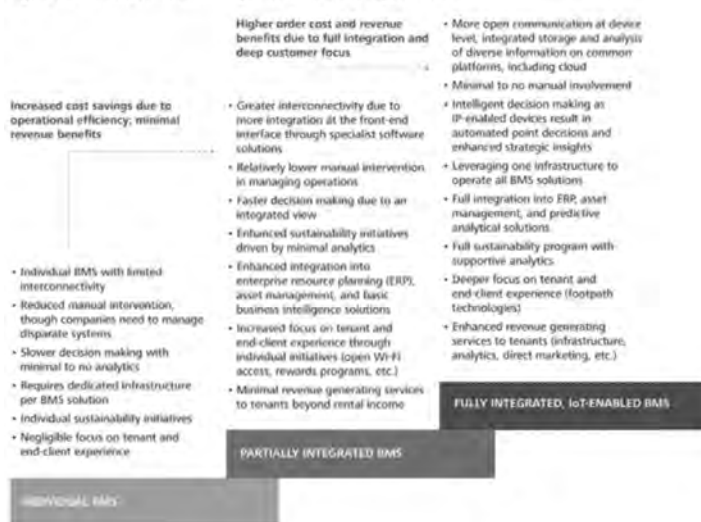 Increased cost savings due to
operational efficiency; minimal
revenue benefits
• Individual BMS with limited
interconnectivity
• Reduced manual intervention,
though companies need to manage
disparate systems
• Slower decision making with
minimal to no analytics
• Requires dedicated infrastructure
per BMS solution
• Individual sustainability initiatives
• Negligible focus on tenant and
end-client experience
INDIVIDUAL BMS
Higher order cost and revenue
benefits due to full integration and
deep customer focus
• Greater interconnectivity due to
more integration at the front-end
interface through specialist software
solutions
• Relatively lower manual intervention
in managing operations
• Faster decision making due to an
integrated view
• Enhanced sustainability initiatives
driven by minimal analytics
• Enhanced integration into
enterprise resource planning (ERP),
asset management, and basic
business intelligence solutions
• Increased focus on tenant and
end-client experience through
individual initiatives (open Wi-Fi
access, rewards programs, etc.)
• Minimal revenue generating services
to tenants beyond rental income
PARTIALLY INTEGRATED BMS
• More open communication at device
level, integrated storage and analysis
of diverse information on common
platforms, including cloud
• Minimal to no manual involvement
• Intelligent decision making as
IP-enabled devices result in
automated point decisions and
enhanced strategic insights
• Leveraging one infrastructure to
operate all BMS solutions
• Full integration into ERP, asset
management, and predictive
analytical solutions
• Full sustainability program with
supportive analytics
• Deeper focus on tenant and
end-client experience (footpath
technologies)
• Enhanced revenue generating
services to tenants (infrastructure,
analytics, direct marketing, etc.)
FULLY INTEGRATED, IoT-ENABLED BMS